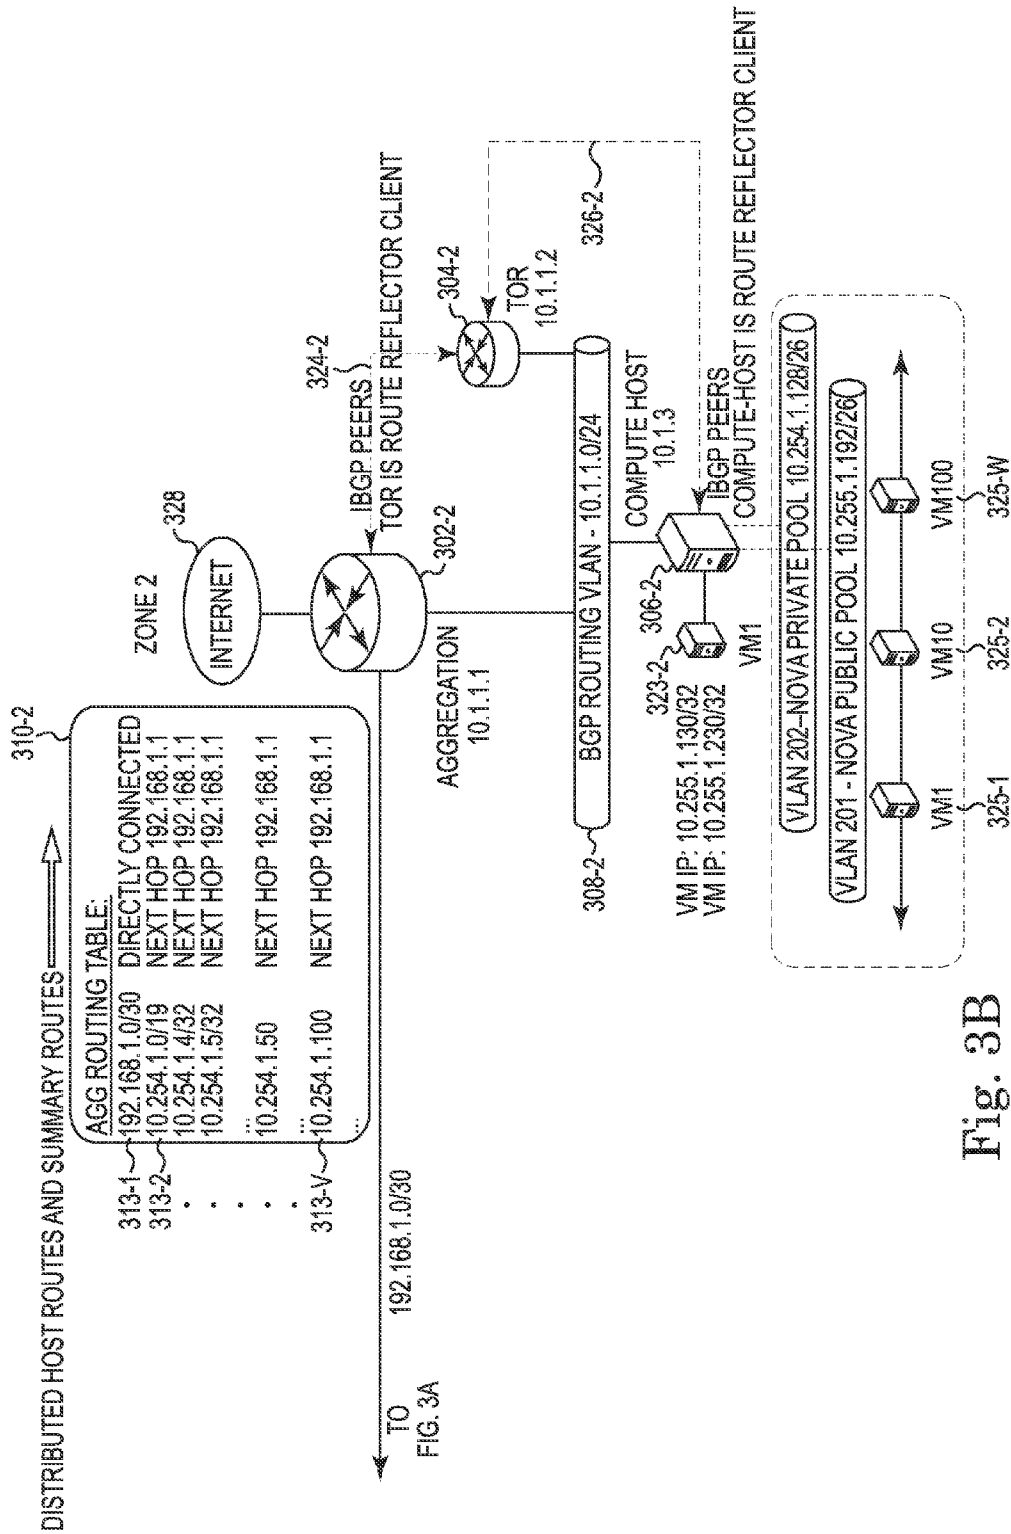 DISTRIBUTED HOST ROUTES AND SUMMARY ROUTES
310-2
AGG ROUTING TABLE:
192.168.1.0/30 DIRECTLY CONNECTED
10.254.1.0/19 NEXT HOP 192.168.1.1
10.254.1.4/32 NEXT HOP 192.168.1.1
10.254.1.5/32 NEXT HOP 192.168.1.1
...
10.254.1.50 NEXT HOP 192.168.1.1
...
10.254.1.100 NEXT HOP 192.168.1.1
...
313-1
313-2
313-V
ZONE 2
328
INTERNET
324-2
IBGP PEERS
TOR IS ROUTE REFLECTOR CLIENT
302-2
AGGREGATION
10.1.1.1
192.168.1.0/30
TO
FIG. 3A
304-2
TOR
10.1.1.2
326-2
BGP ROUTING VLAN - 10.1.1.0/24
308-2
COMPUTE HOST
10.1.3
306-2
323-2
VM1
VM IP: 10.255.1.130/32
VM IP: 10.255.1.230/32
IBGP PEERS
COMPUTE-HOST IS ROUTE REFLECTOR CLIENT
VLAN 202–NOVA PRIVATE POOL 10.254.1.128/26
VLAN 201 - NOVA PUBLIC POOL 10.255.1.192/26
VM1
325-1
VM10
325-2
VM100
325-W
Fig. 3B